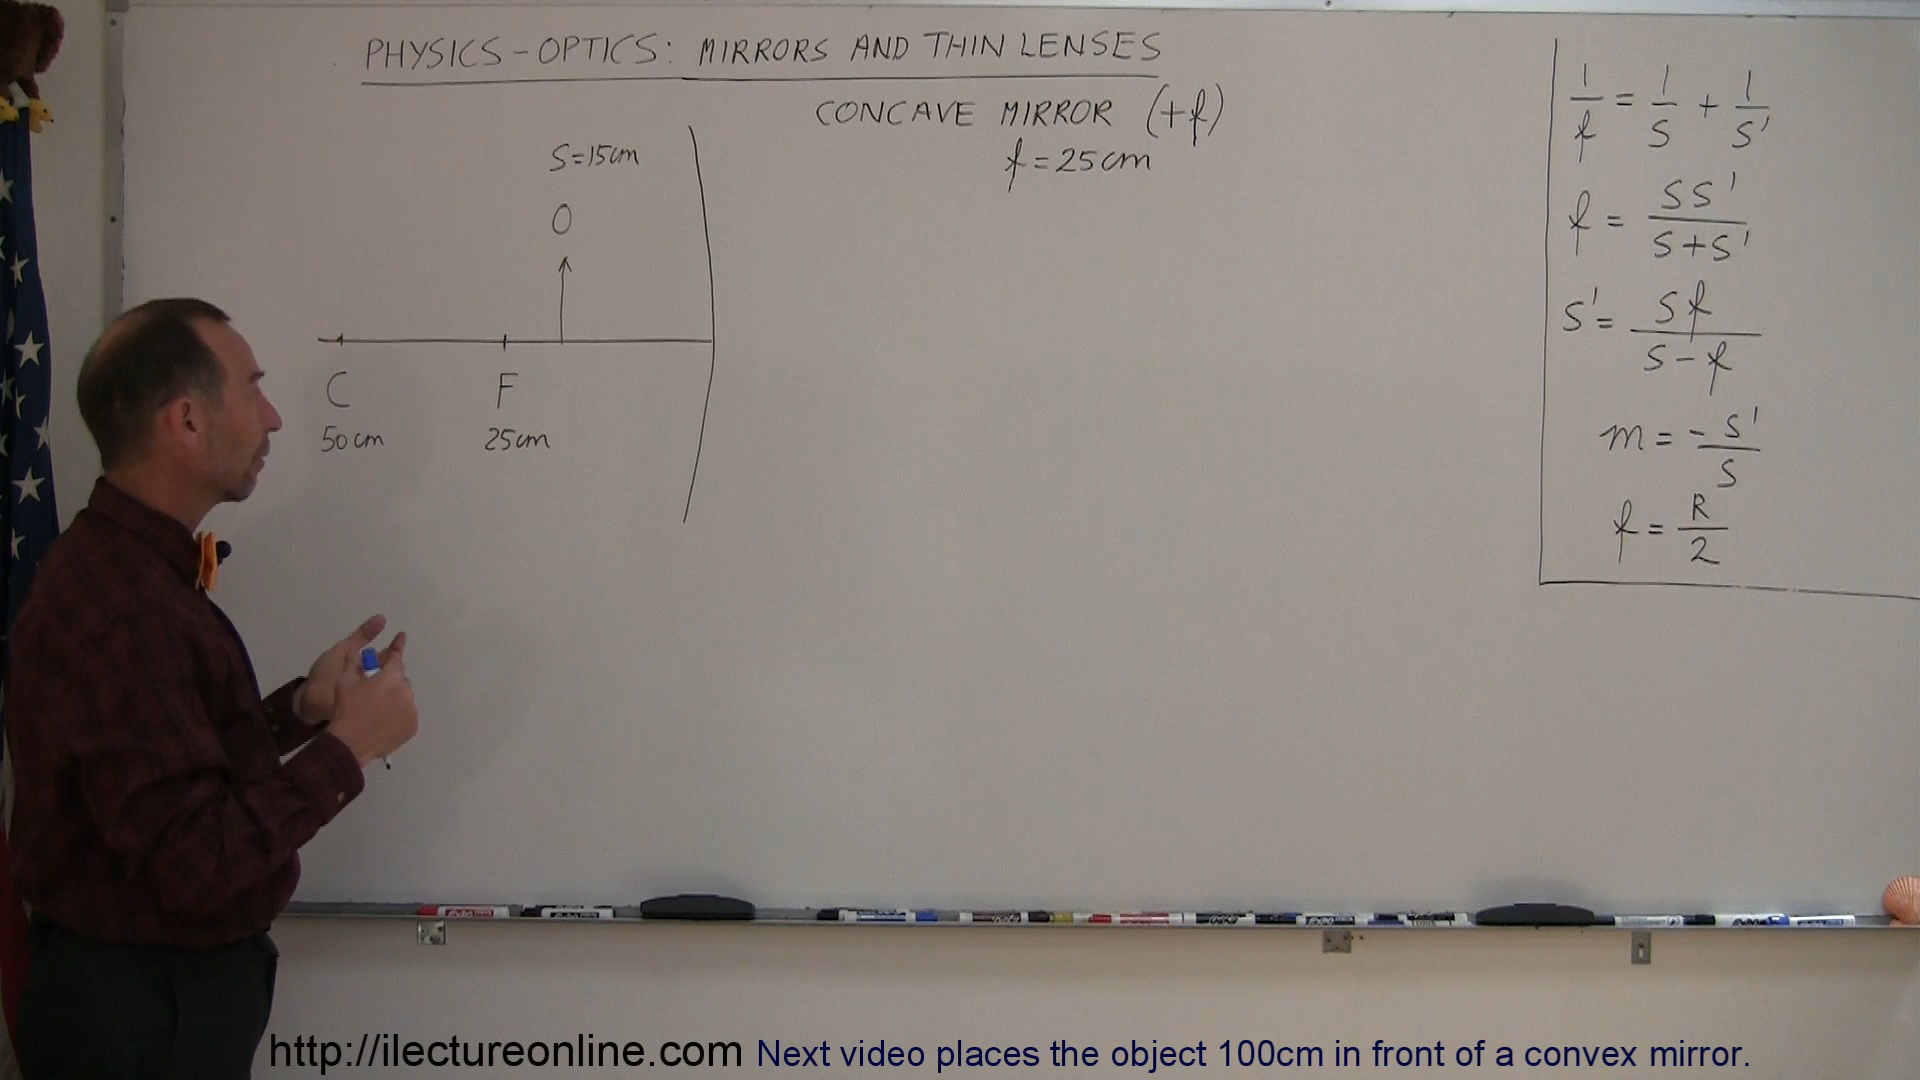 PHYSICS-OPTICS: MIRRORS AND THIN LENSES
CONCAVE MIRROR (+f)
f=25cm
S=15cm
O
C
F
50cm
25cm
1/f = 1/S + 1/S'
f = SS'/S+S'
S' = Sf/S-f
m = -S'/S
f = R/2
http://ilectureonline.com Next video places the object 100cm in front of a convex mirror.